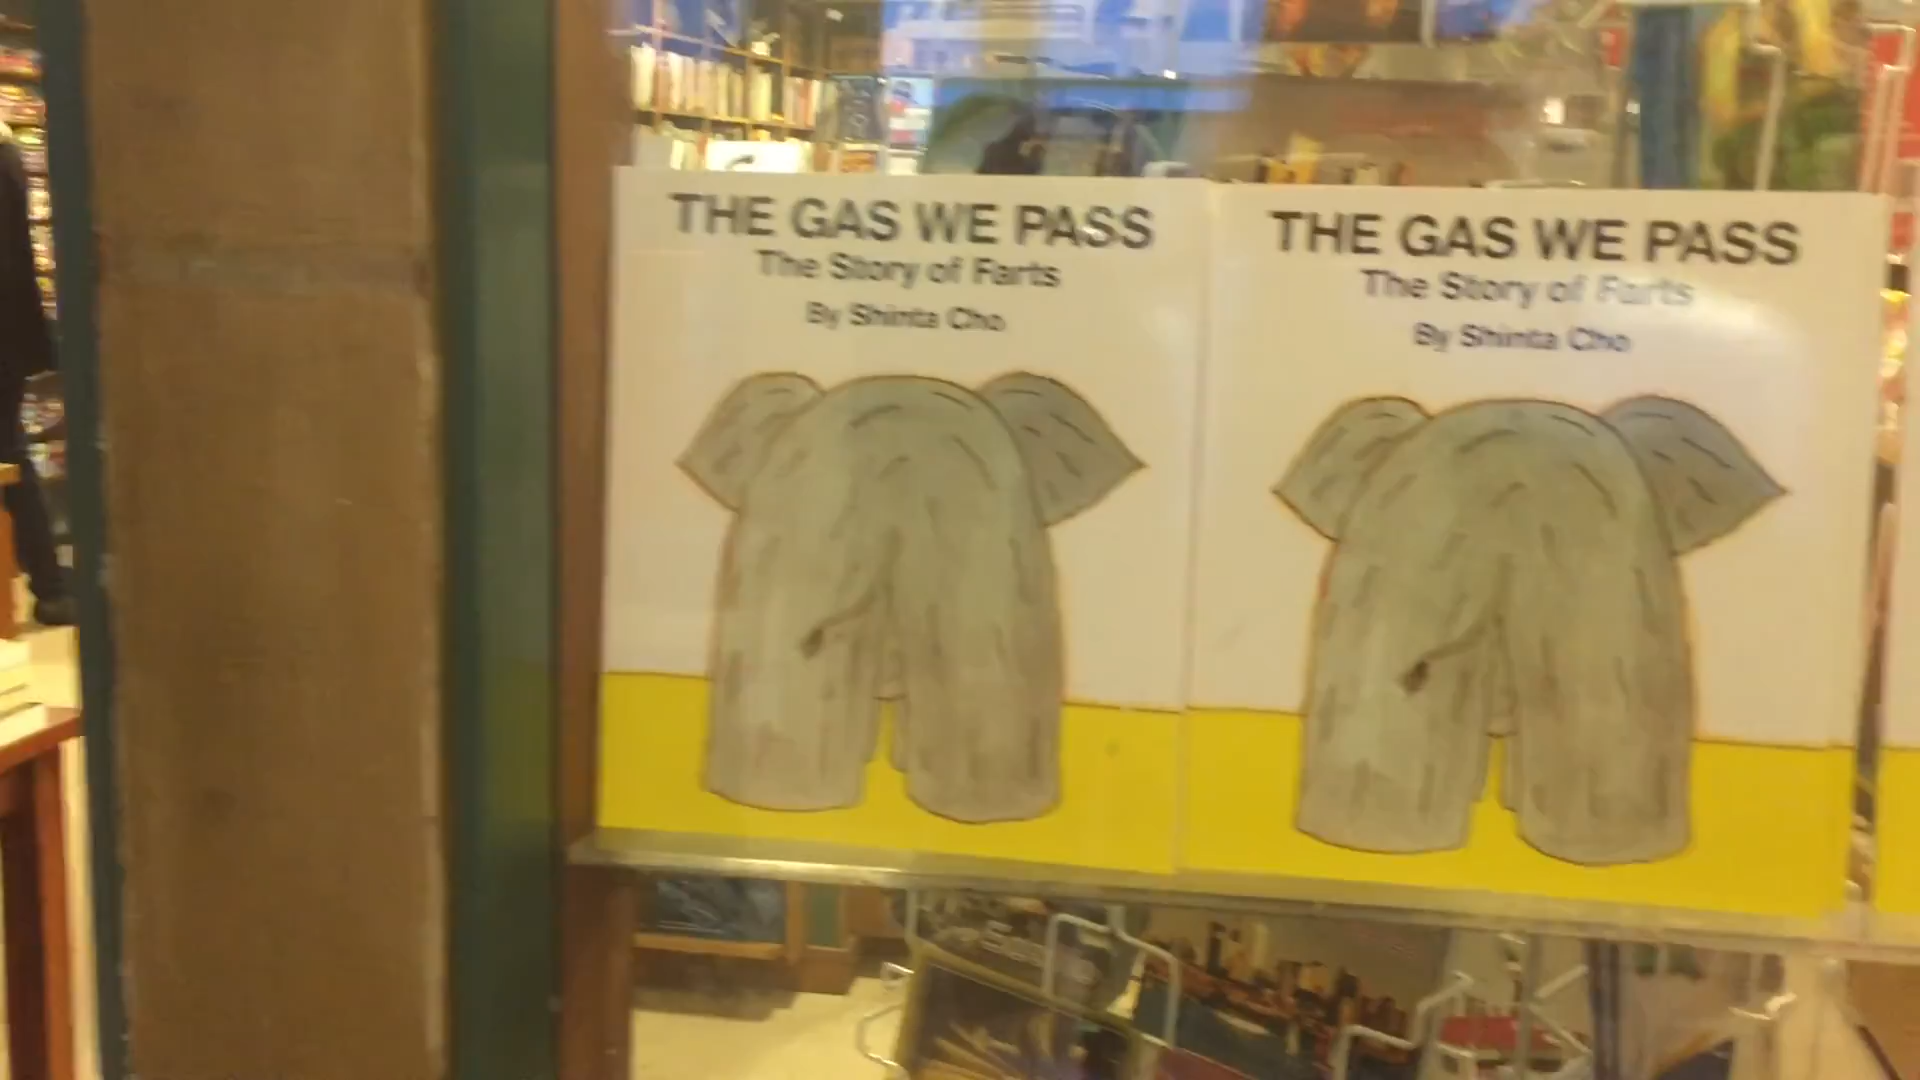 THE GAS WE PASS
The Story of Farts
By Shinta Cho
THE GAS WE PASS
The Story of Farts
By Shinta Cho